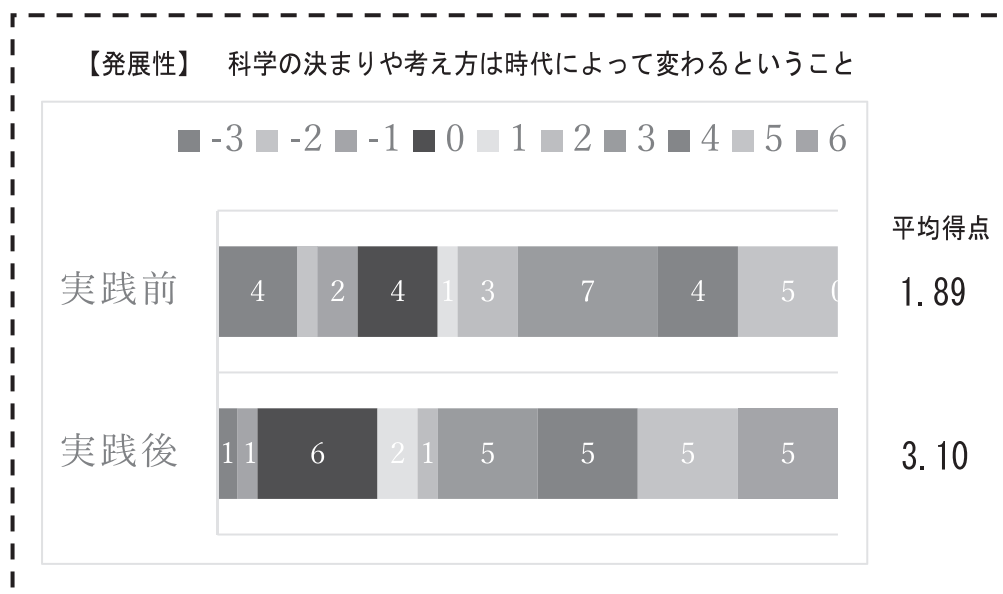 【発展性】 科学の決まりや考え方は時代によって変わるということ
-3 -2 -1 0 1 2 3 4 5 6
平均得点
実践前 4 2 4 1 3 7 4 5 0 1.89
実践後 1 1 6 2 1 5 5 5 5 3.10